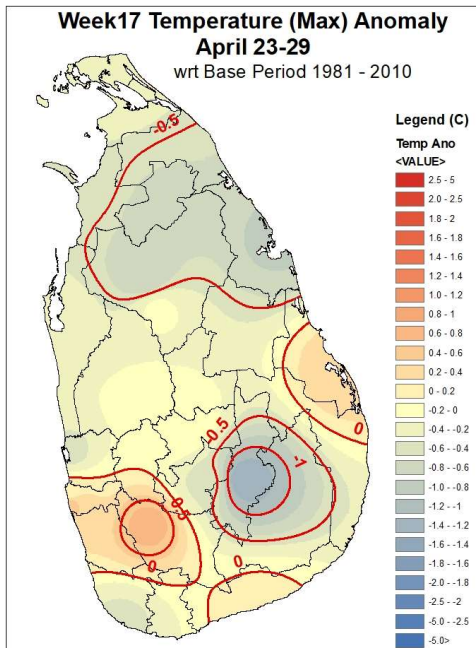 Week17 Temperature (Max) Anomaly
April 23-29
wrt Base Period 1981 - 2010
Legend (C)
Temp Ano
<VALUE>
2.5 - 5
2.0 - 2.5
1.8 - 2
1.6 - 1.8
1.4 - 1.6
1.2 - 1.4
1.0 - 1.2
0.8 - 1
0.6 - 0.8
0.4 - 0.6
0.2 - 0.4
0 - 0.2
-0.2 - 0
-0.4 - -0.2
-0.6 - -0.4
-0.8 - -0.6
-1.0 - -0.8
-1.2 - -1
-1.4 - -1.2
-1.6 - -1.4
-1.8 - -1.6
-2.0 - -1.8
-2.5 - -2
-5.0 - -2.5
-5.0>
-0.5
0
-0.5
-1
0.5
0
0